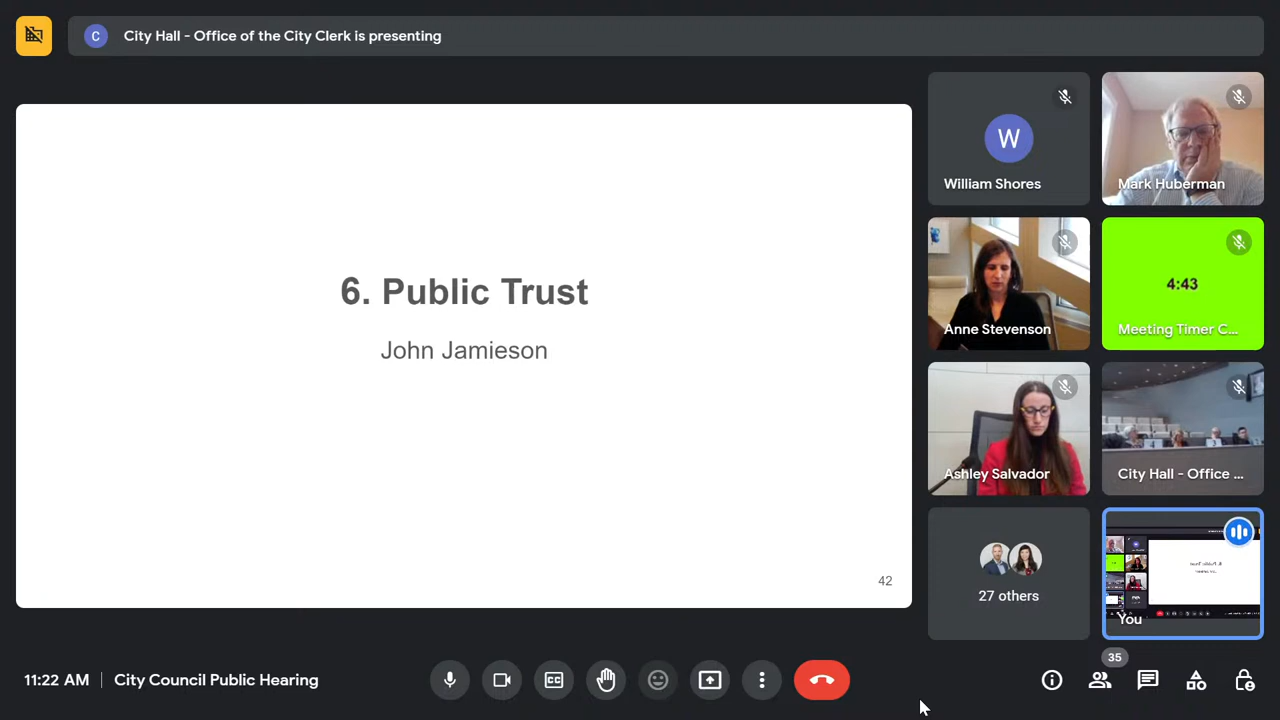 C City Hall - Office of the City Clerk is presenting
6. Public Trust
John Jamieson
42
W
William Shores
Mark Huberman
Anne Stevenson
4:43
Meeting Timer C...
Ashley Salvador
City Hall - Office ...
27 others
You
35
11:22 AM | City Council Public Hearing
CC